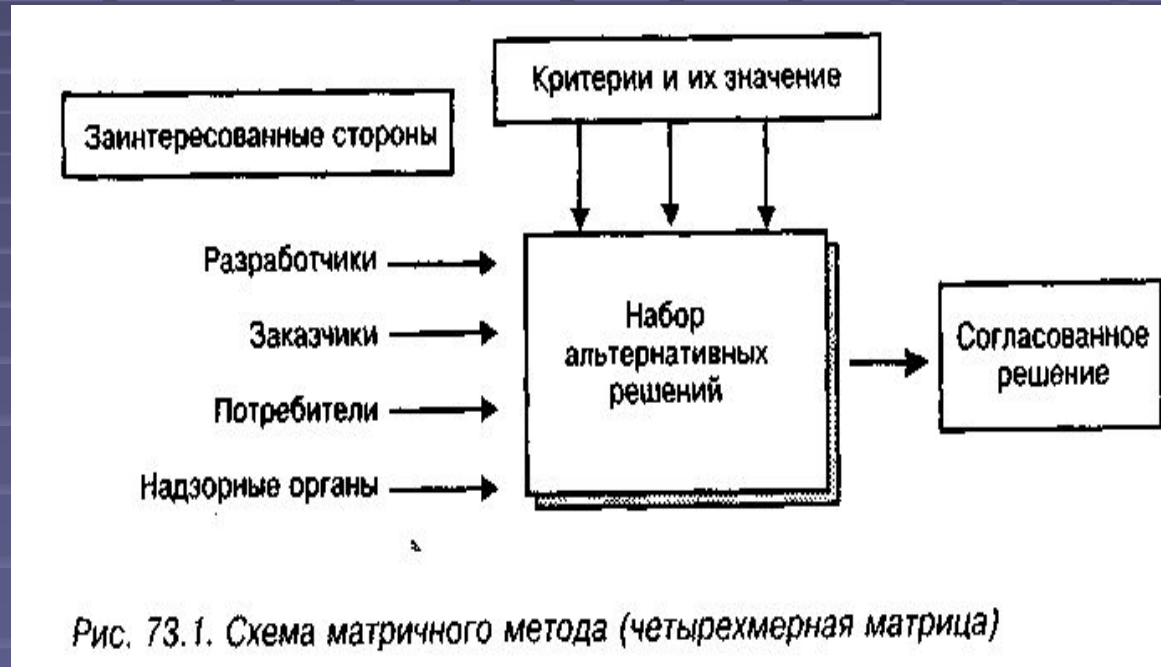 Критерии и их значение
Заинтересованные стороны
Разработчики
Заказчики
Потребители
Надзорные органы
Набор
альтернативных
решений
Согласованное
решение
Рис. 73.1. Схема матричного метода (четырехмерная матрица)